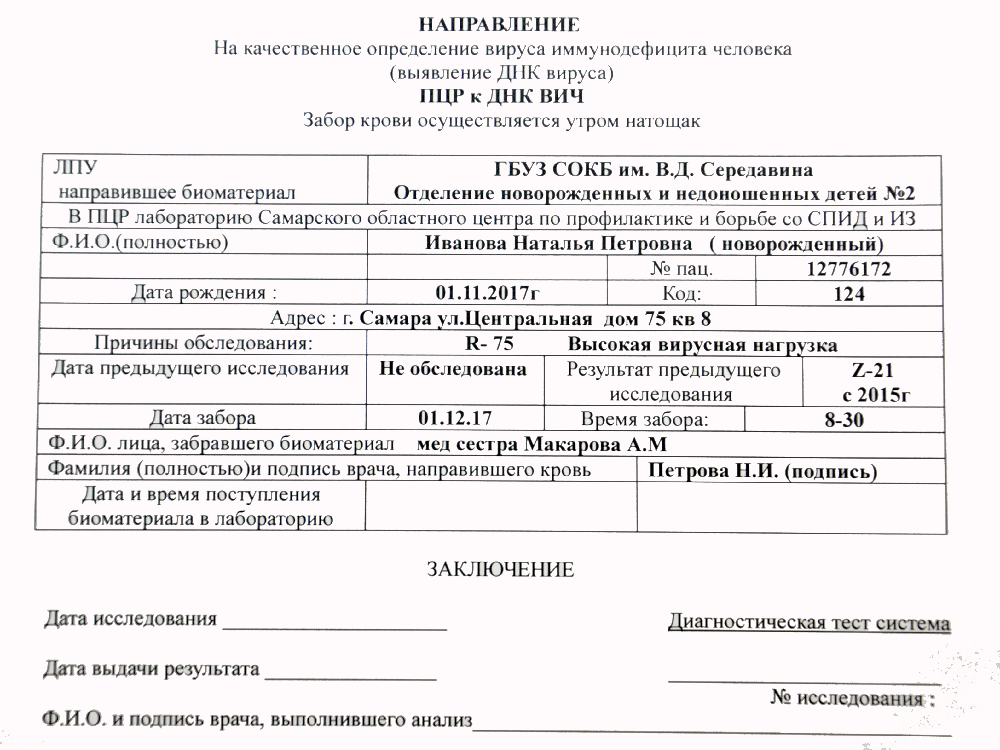 НАПРАВЛЕНИЕ
На качественное определение вируса иммунодефицита человека
(выявление ДНК вируса)
ПЦР к ДНК ВИЧ
Забор крови осуществляется утром натощак
ЛПУ
направившее биоматериал
ГБУЗ СОКБ им. В.Д. Середавина
Отделение новорожденных и недоношенных детей №2
В ПЦР лабораторию Самарского областного центра по профилактике и борьбе со СПИД и ИЗ
Ф.И.О.(полностью) Иванова Наталья Петровна ( новорожденный)
№ пац. 12776172
Дата рождения : 01.11.2017г Код: 124
Адрес : г. Самара ул.Центральная дом 75 кв 8
Причины обследования: R- 75 Высокая вирусная нагрузка
Дата предыдущего исследования Не обследована Результат предыдущего
исследования
Z-21
с 2015г
Дата забора 01.12.17 Время забора: 8-30
Ф.И.О. лица, забравшего биоматериал мед сестра Макарова А.М
Фамилия (полностью)и подпись врача, направившего кровь Петрова Н.И. (подпись)
Дата и время поступления
биоматериала в лабораторию
ЗАКЛЮЧЕНИЕ
Дата исследования Диагностическая тест система
Дата выдачи результата
№ исследования :
Ф.И.О. и подпись врача, выполнившего анализ